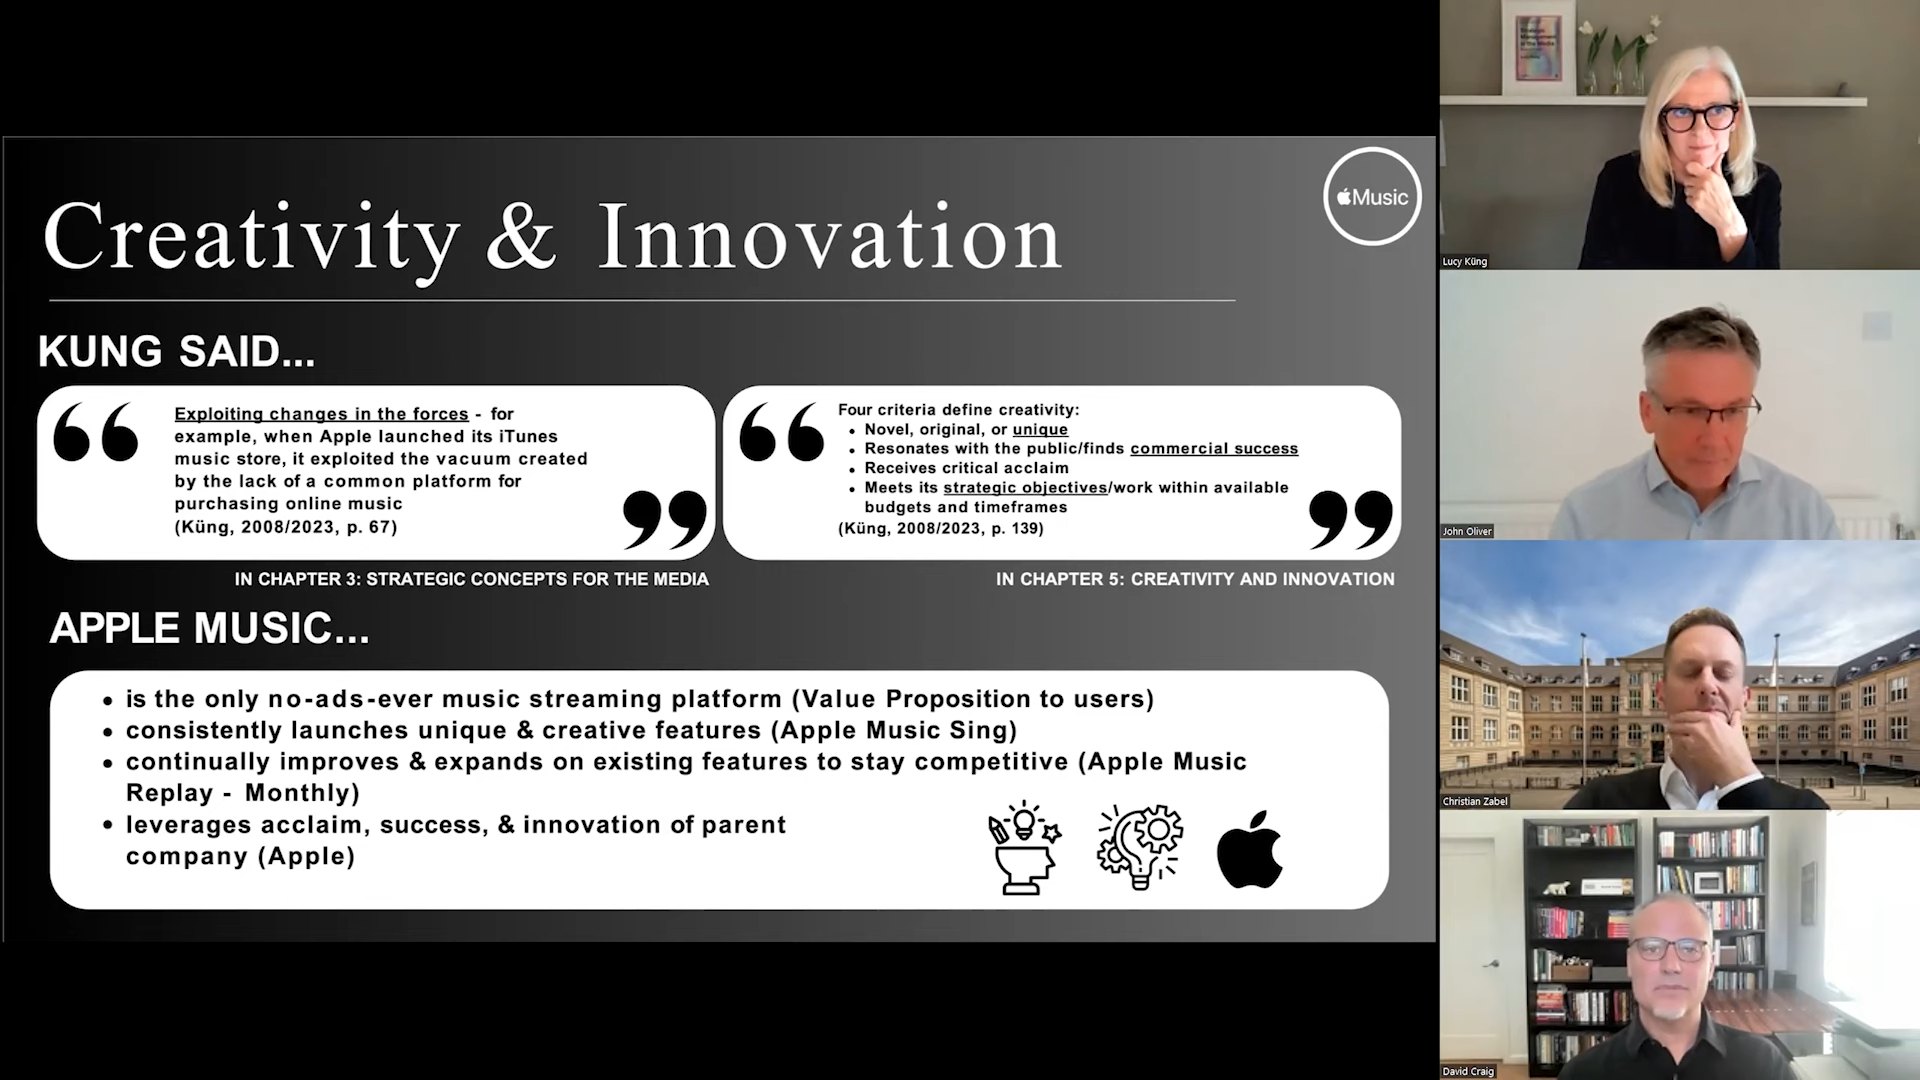 Creativity & Innovation
Music
KUNG SAID...
Exploiting changes in the forces - for
example, when Apple launched its iTunes
music store, it exploited the vacuum created
by the lack of a common platform for
purchasing online music
(Küng, 2008/2023, p. 67)
IN CHAPTER 3: STRATEGIC CONCEPTS FOR THE MEDIA
Four criteria define creativity:
• Novel, original, or unique
• Resonates with the public/finds commercial success
• Receives critical acclaim
• Meets its strategic objectives/work within available
budgets and timeframes
(Küng, 2008/2023, p. 139)
IN CHAPTER 5: CREATIVITY AND INNOVATION
APPLE MUSIC...
• is the only no-ads-ever music streaming platform (Value Proposition to users)
• consistently launches unique & creative features (Apple Music Sing)
• continually improves & expands on existing features to stay competitive (Apple Music
Replay - Monthly)
• leverages acclaim, success, & innovation of parent
company (Apple)
Strategic
Management
in the Media
Lucy Küng
John Oliver
Christian Zabel
David Craig